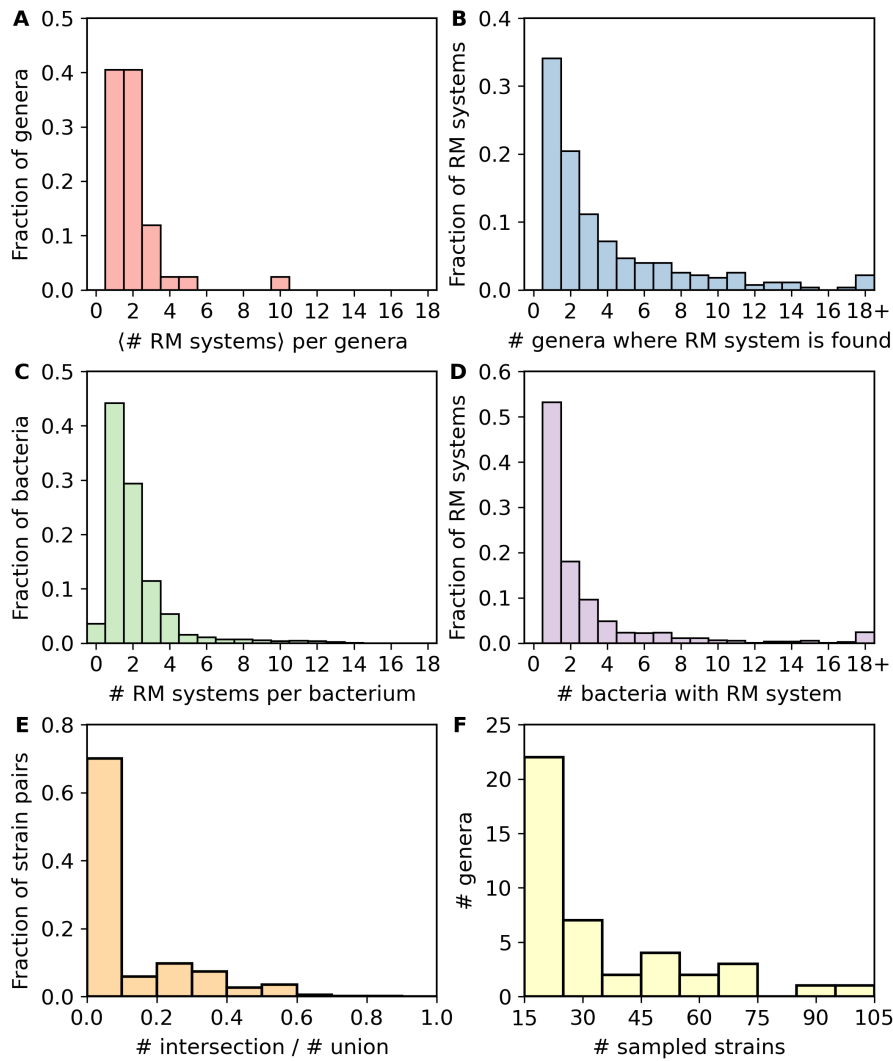 A
Fraction of genera
0.5
0.4
0.3
0.2
0.1
0.0
0 2 4 6 8 10 12 14 16 18
⟨# RM systems⟩ per genera
B
Fraction of RM systems
0.4
0.3
0.2
0.1
0.0
0 2 4 6 8 10 12 14 16 18+
# genera where RM system is found
C
Fraction of bacteria
0.5
0.4
0.3
0.2
0.1
0.0
0 2 4 6 8 10 12 14 16 18
# RM systems per bacterium
D
Fraction of RM systems
0.6
0.5
0.4
0.3
0.2
0.1
0.0
0 2 4 6 8 10 12 14 16 18+
# bacteria with RM system
E
Fraction of strain pairs
0.8
0.6
0.4
0.2
0.0
0.0 0.2 0.4 0.6 0.8 1.0
# intersection / # union
F
# genera
25
20
15
10
5
0
15 30 45 60 75 90 105
# sampled strains